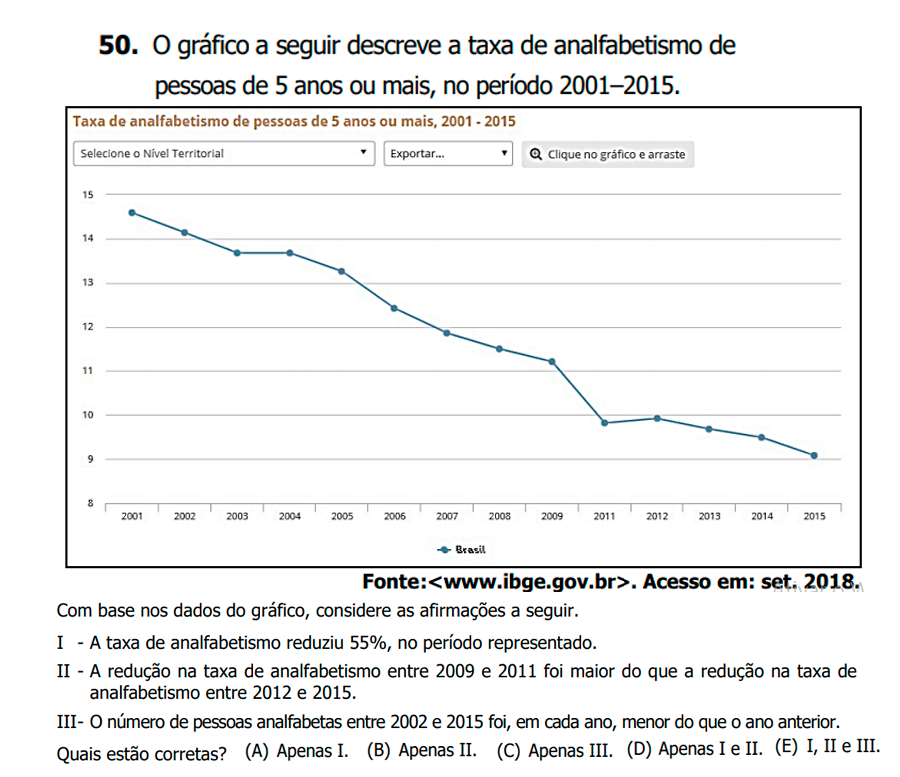 50. O gráfico a seguir descreve a taxa de analfabetismo de
pessoas de 5 anos ou mais, no período 2001–2015.
Taxa de analfabetismo de pessoas de 5 anos ou mais, 2001 - 2015
Selecione o Nível Territorial Exportar... Clique no gráfico e arraste
15
14
13
12
11
10
9
8
2001 2002 2003 2004 2005 2006 2007 2008 2009 2011 2012 2013 2014 2015
Brasil
Fonte:<www.ibge.gov.br>. Acesso em: set. 2018.
Com base nos dados do gráfico, considere as afirmações a seguir.
I - A taxa de analfabetismo reduziu 55%, no período representado.
II - A redução na taxa de analfabetismo entre 2009 e 2011 foi maior do que a redução na taxa de
analfabetismo entre 2012 e 2015.
III- O número de pessoas analfabetas entre 2002 e 2015 foi, em cada ano, menor do que o ano anterior.
Quais estão corretas? (A) Apenas I. (B) Apenas II. (C) Apenas III. (D) Apenas I e II. (E) I, II e III.